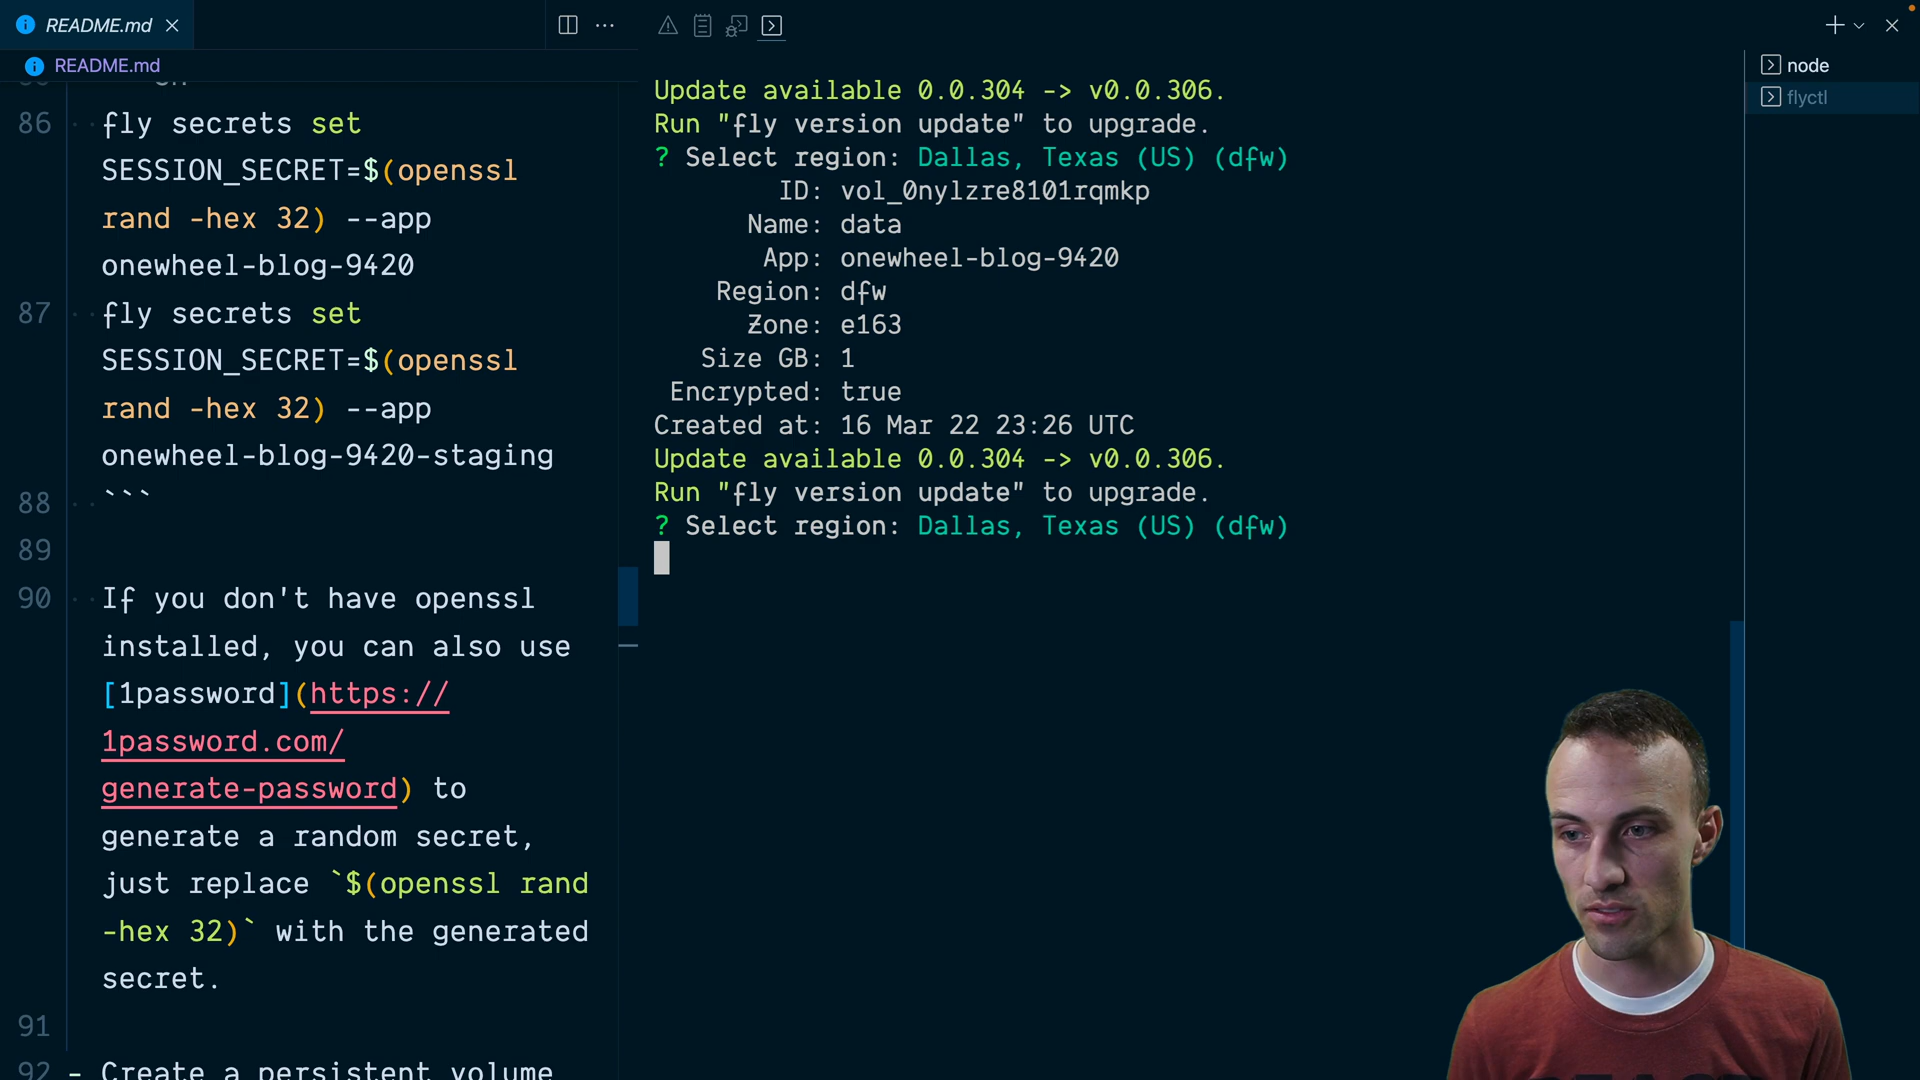 README.md
README.md
86 fly secrets set
SESSION_SECRET=$(openssl
rand -hex 32) --app
onewheel-blog-9420
87 fly secrets set
SESSION_SECRET=$(openssl
rand -hex 32) --app
onewheel-blog-9420-staging
88 ```
89
90 If you don't have openssl
installed, you can also use
[1password](https://
1password.com/
generate-password) to
generate a random secret,
just replace `$(openssl rand
-hex 32)` with the generated
secret.
91
92 - Create a persistent volume
Update available 0.0.304 -> v0.0.306.
Run "fly version update" to upgrade.
? Select region: Dallas, Texas (US) (dfw)
ID: vol_0nylzre8101rqmkp
Name: data
App: onewheel-blog-9420
Region: dfw
Zone: e163
Size GB: 1
Encrypted: true
Created at: 16 Mar 22 23:26 UTC
Update available 0.0.304 -> v0.0.306.
Run "fly version update" to upgrade.
? Select region: Dallas, Texas (US) (dfw)
node
flyctl